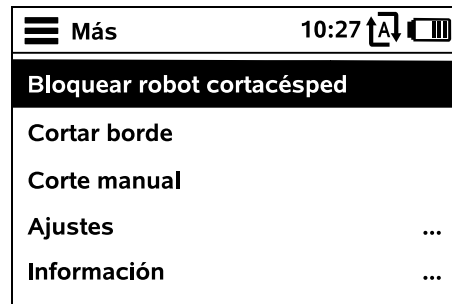 Más 10:27 A
Bloquear robot cortacésped
Cortar borde
Corte manual
Ajustes ...
Información ...